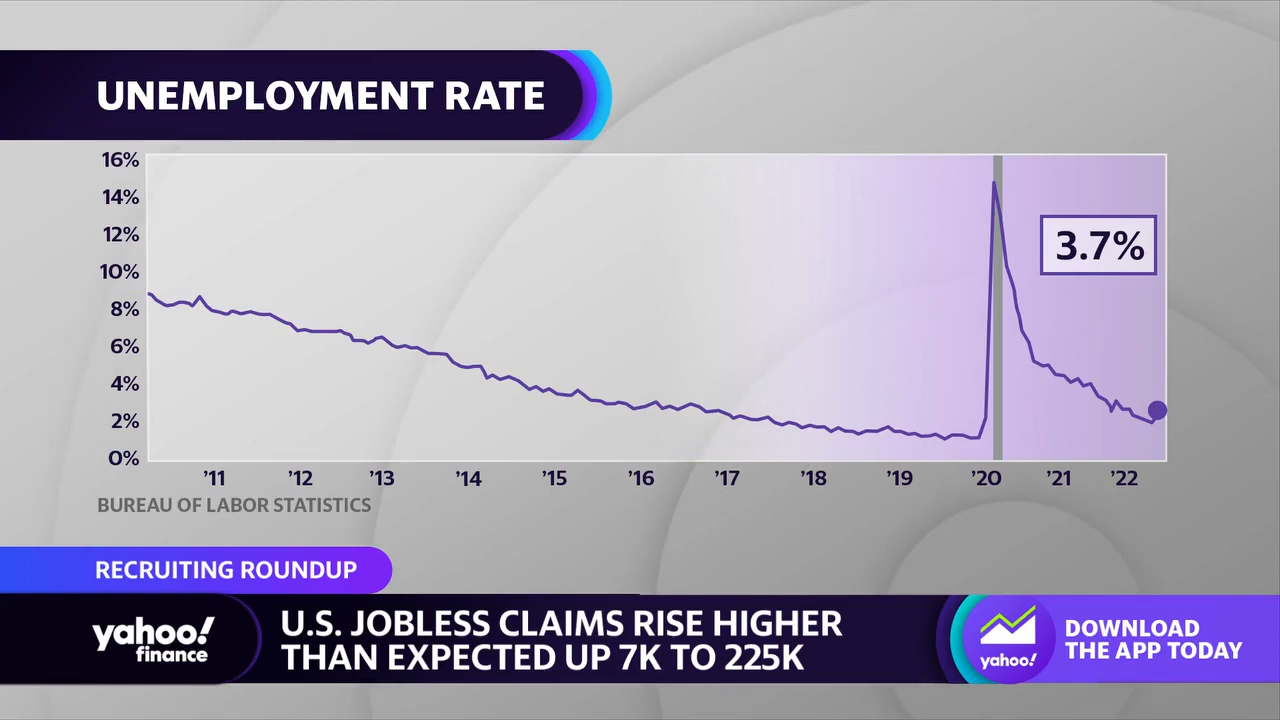 UNEMPLOYMENT RATE
16%
14%
12%
10%
8%
6%
4%
2%
0%
3.7%
’11 ’12 ’13 ’14 ’15 ’16 ’17 ’18 ’19 ’20 ’21 ’22
BUREAU OF LABOR STATISTICS
RECRUITING ROUNDUP
yahoo!
finance
U.S. JOBLESS CLAIMS RISE HIGHER
THAN EXPECTED UP 7K TO 225K
yahoo!
DOWNLOAD
THE APP TODAY